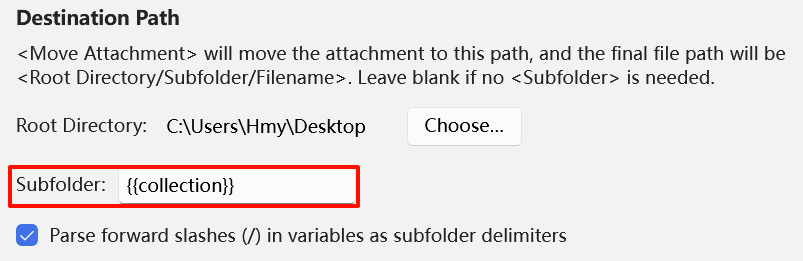 Destination Path
<Move Attachment> will move the attachment to this path, and the final file path will be
<Root Directory/Subfolder/Filename>. Leave blank if no <Subfolder> is needed.
Root Directory: C:\Users\Hmy\Desktop Choose...
Subfolder: {{collection}}
Parse forward slashes (/) in variables as subfolder delimiters